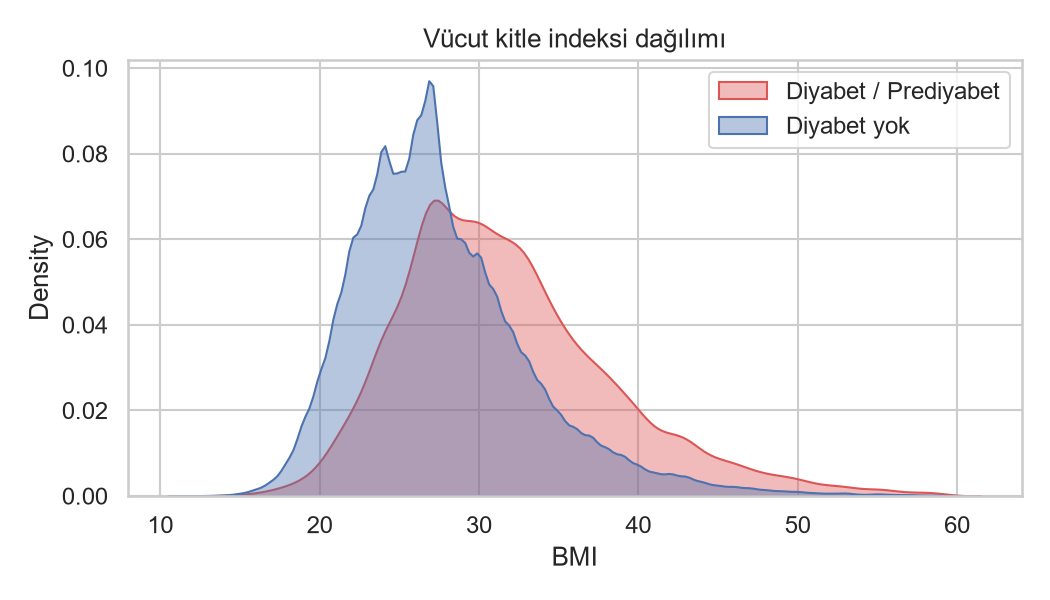 Vücut kitle indeksi dağılımı
Diyabet / Prediyabet
Diyabet yok
Density
0.10
0.08
0.06
0.04
0.02
0.00
10 20 30 40 50 60
BMI